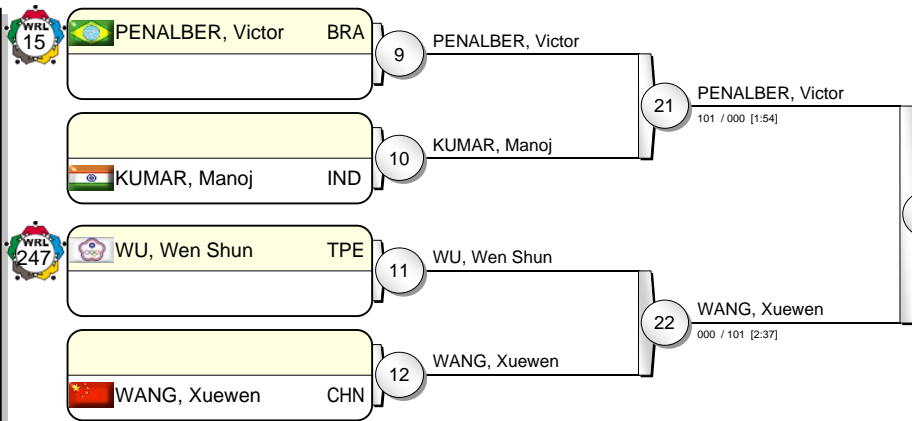 WRL
15
PENALBER, Victor BRA
9
PENALBER, Victor
21
PENALBER, Victor
101 / 000 [1:54]
10
KUMAR, Manoj
KUMAR, Manoj IND
WRL
247
WU, Wen Shun TPE
11
WU, Wen Shun
22
WANG, Xuewen
000 / 101 [2:37]
12
WANG, Xuewen
WANG, Xuewen CHN